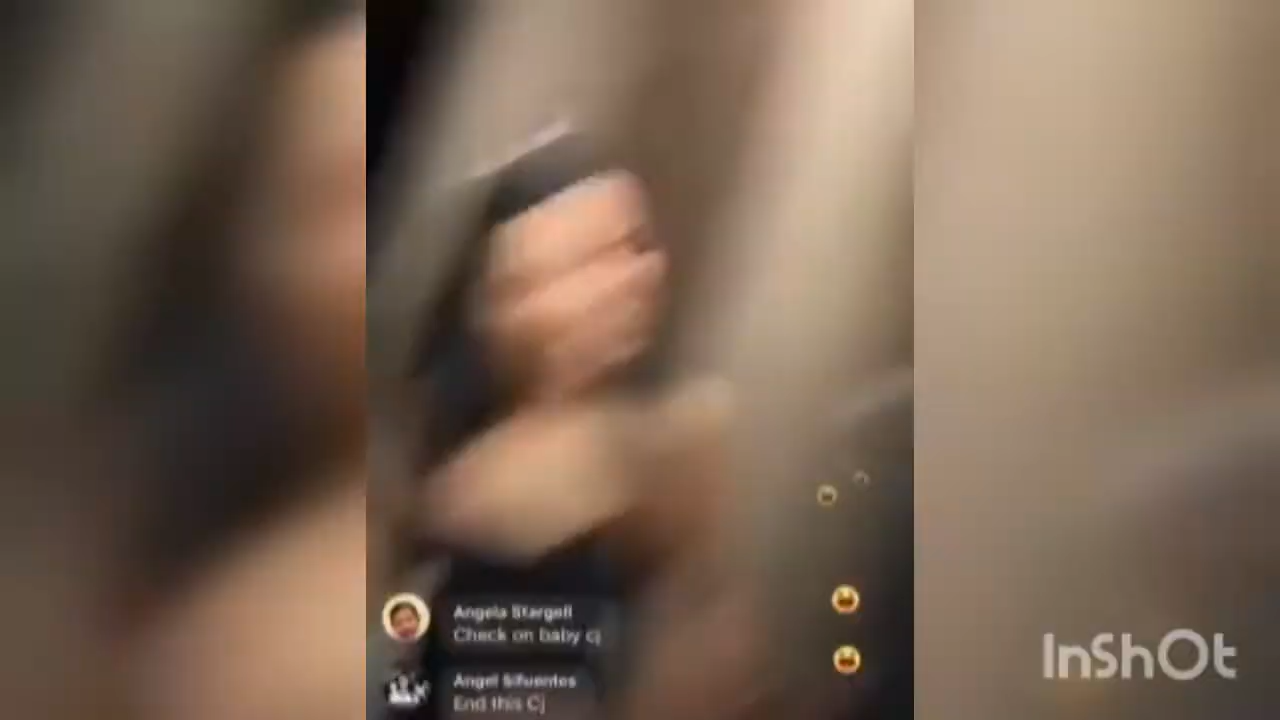 Angela Stargell
Check on baby cj
Angel Sifuentes
End this Cj
InShOt